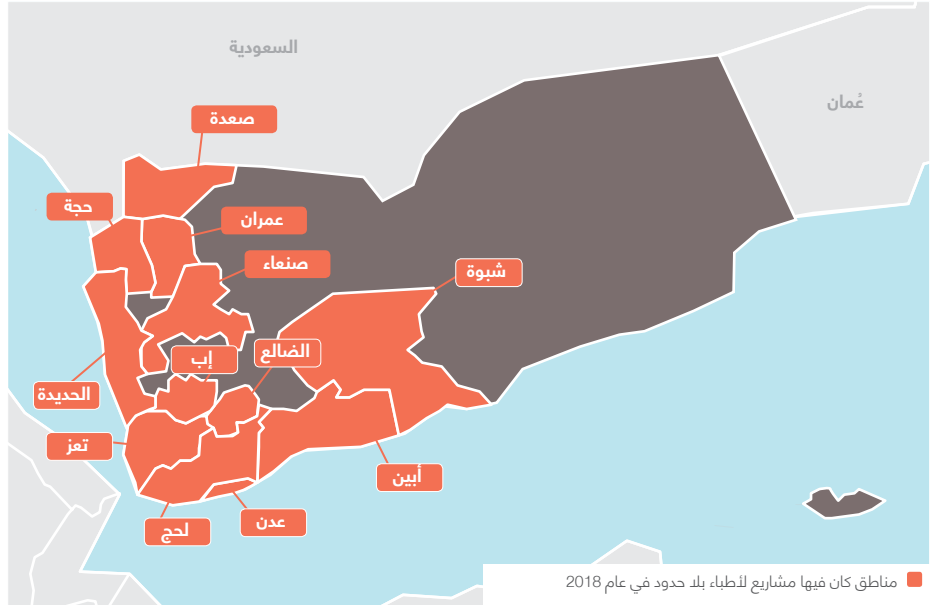 السعودية
عُمان
صعدة
حجة
عمران
صنعاء
شبوة
الضالع
إب
الحديدة
تعز
أبين
عدن
لحج
مناطق كان فيها مشاريع لأطباء بلا حدود في عام 2018